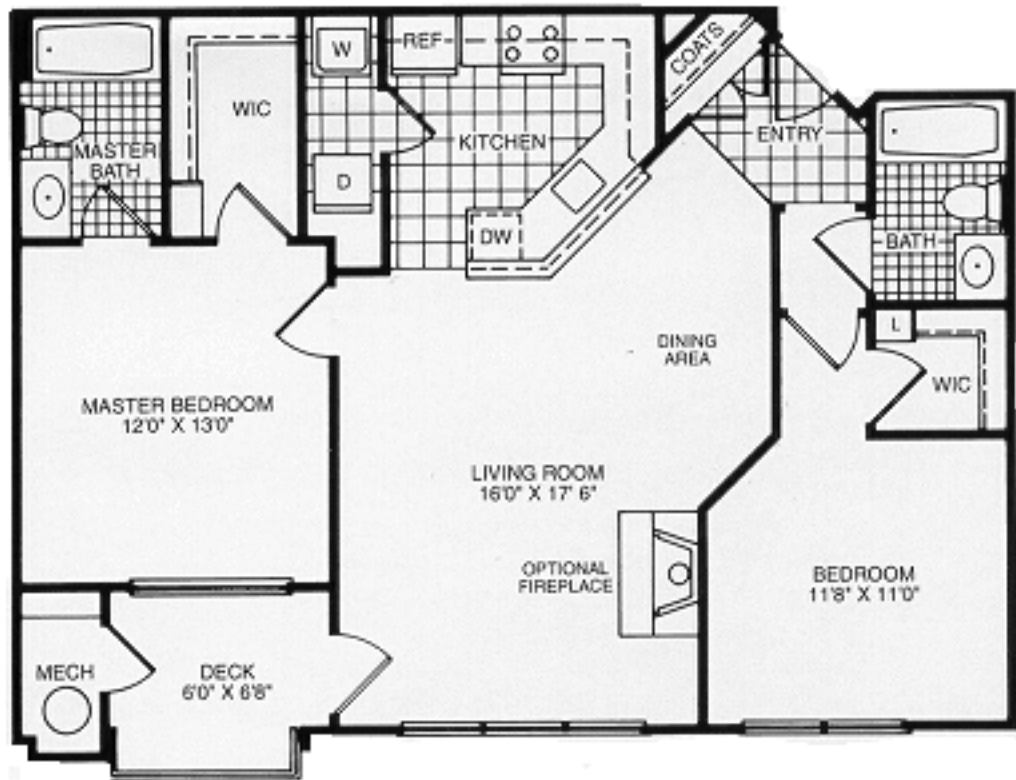 W
REF
COATS
WIC
ENTRY
KITCHEN
MASTER
BATH
D
DW
BATH
L
DINING
AREA
WIC
MASTER BEDROOM
12'0" X 13'0"
LIVING ROOM
16'0" X 17' 6"
OPTIONAL
FIREPLACE
BEDROOM
11'8" X 11'0"
MECH
DECK
6'0" X 6'8"